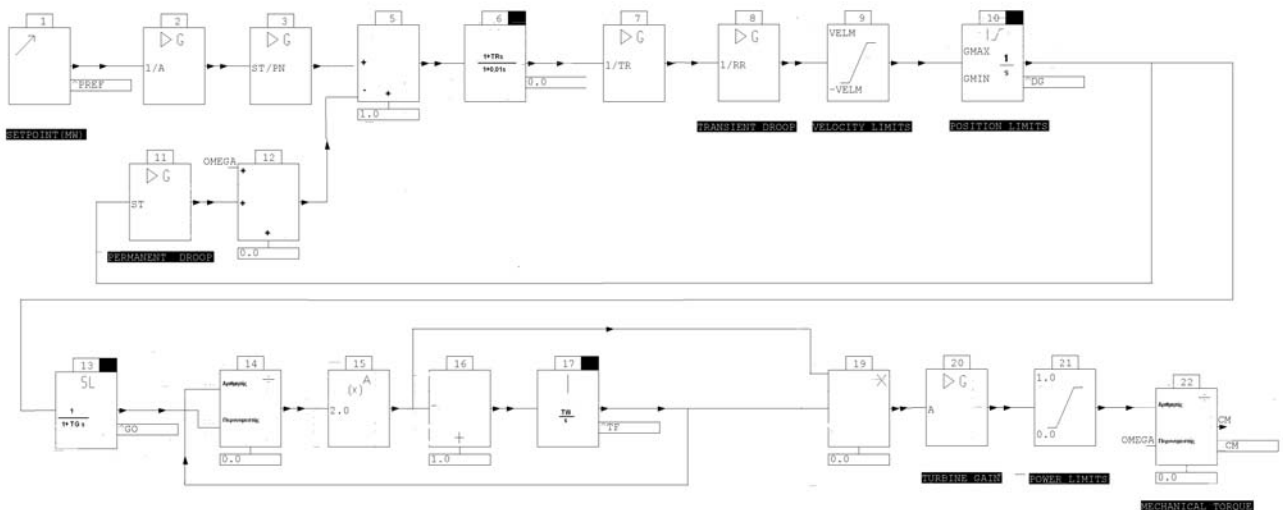 1
2
3
5
6
7
8
9
10
G
G
1+TRs
1+0,01s
G
G
VELM
GMAX
1
s
1/A
ST/PN
+
-
+
1/TR
1/RR
-VELM
GMIN
^PREF
0.0
^DG
1.0
SETPOINT(MW)
TRANSIENT DROOP
VELOCITY LIMITS
POSITION LIMITS
11
12
G
OMEGA
+
ST
+
+
PERMANENT DROOP
0.0
13
14
15
16
17
19
20
21
22
SL
Διαιρετέος
÷
(x)A
X
G
1.0
÷
1
1+TG s
2.0
-
TW
s
A
^GO
+
^TF
0.0
CM
OMEGA
CM
0.0
1.0
0.0
0.0
TURBINE GAIN
POWER LIMITS
MECHANICAL TORQUE